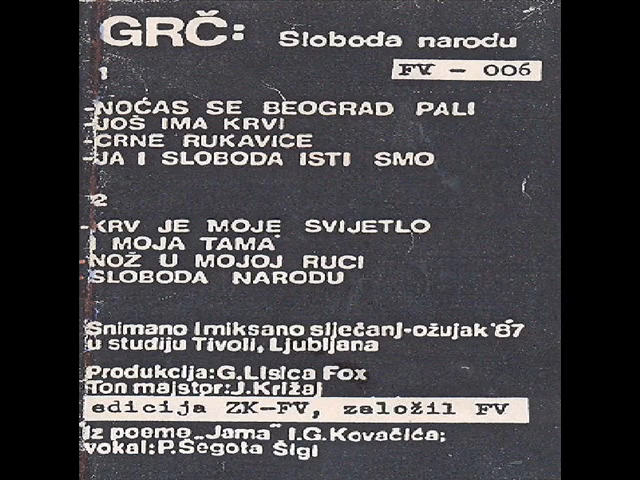 GRČ: Sloboda narodu
FV - 006
1
-NOĆAS SE BEOGRAD PALI
-JOŠ IMA KRVI
-CRNE RUKAVICE
-JA I SLOBODA ISTI SMO
2
-KRV JE MOJE SVIJETLO
I MOJA TAMA
-NOŽ U MOJOJ RUCI
SLOBODA NARODU
Snimano i miksano siječanj-ožujak '87
u studiju Tivoli, Ljubljana
Produkcija: G. Lisica Fox
Ton majstor: J. Križaj
edicija ZK-FV, založil FV
Iz poeme „Jama" I.G. Kovačića;
vokal: P. Šegota Šigi